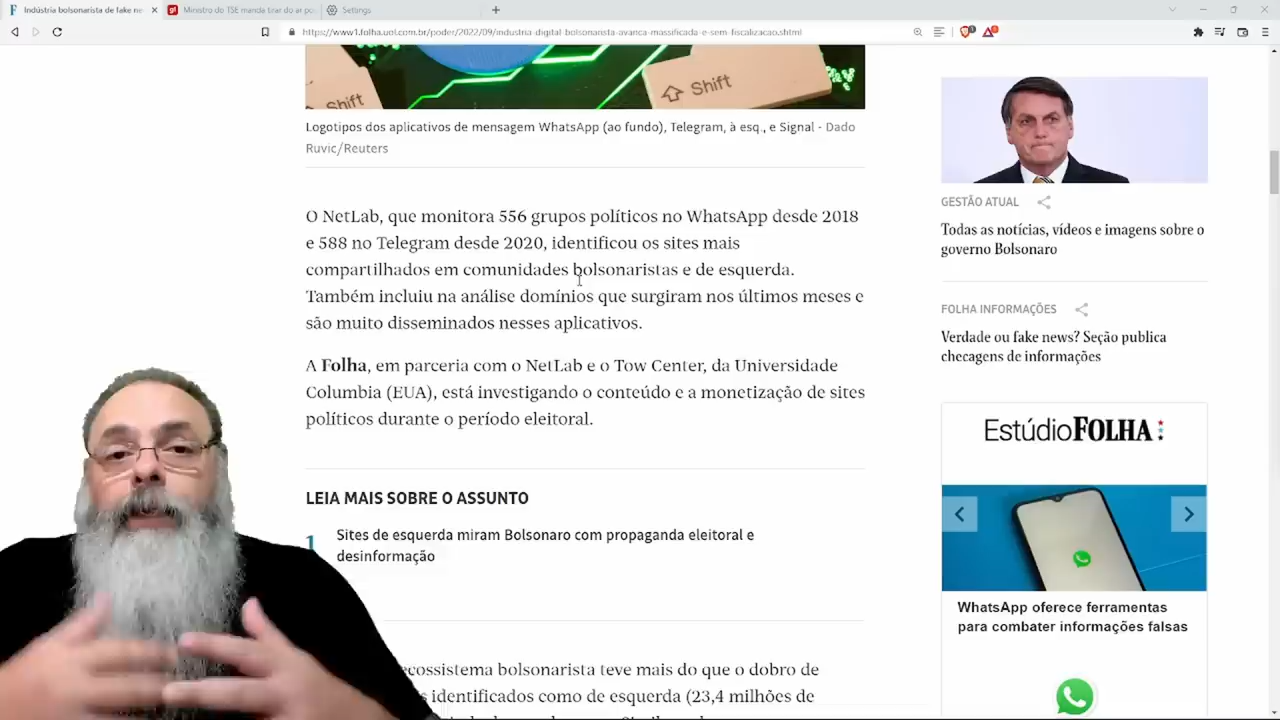 Indústria bolsonarista de fake ne
Ministro do TSE manda tirar do ar po
Settings
https://www1.folha.uol.com.br/poder/2022/09/industria-digital-bolsonarista-avanca-massificada-e-sem-fiscalizacao.shtml
Shift
Shift
Logotipos dos aplicativos de mensagem WhatsApp (ao fundo), Telegram, à esq., e Signal - Dado
Ruvic/Reuters
O NetLab, que monitora 556 grupos políticos no WhatsApp desde 2018
e 588 no Telegram desde 2020, identificou os sites mais
compartilhados em comunidades bolsonaristas e de esquerda.
Também incluiu na análise domínios que surgiram nos últimos meses e
são muito disseminados nesses aplicativos.
A Folha, em parceria com o NetLab e o Tow Center, da Universidade
Columbia (EUA), está investigando o conteúdo e a monetização de sites
políticos durante o período eleitoral.
LEIA MAIS SOBRE O ASSUNTO
1
Sites de esquerda miram Bolsonaro com propaganda eleitoral e
desinformação
ecossistema bolsonarista teve mais do que o dobro de
identificados como de esquerda (23,4 milhões de
GESTÃO ATUAL
Todas as notícias, vídeos e imagens sobre o
governo Bolsonaro
FOLHA INFORMAÇÕES
Verdade ou fake news? Seção publica
checagens de informações
Estúdio FOLHA
WhatsApp oferece ferramentas
para combater informações falsas